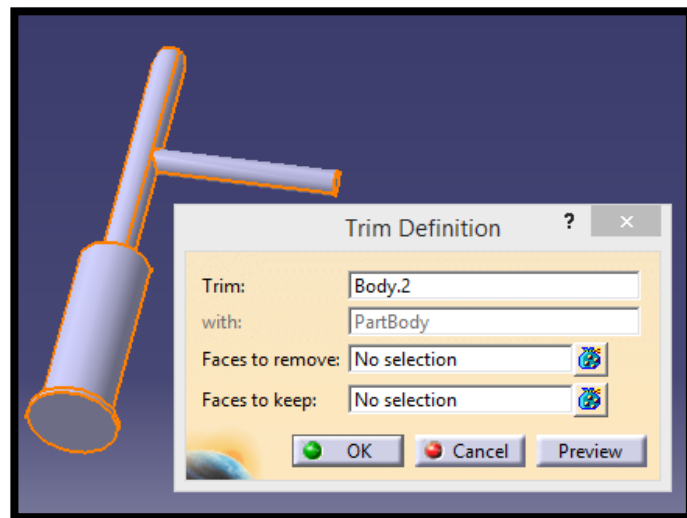 Trim Definition ? ×
Trim: Body.2
with: PartBody
Faces to remove: No selection
Faces to keep: No selection
OK Cancel Preview